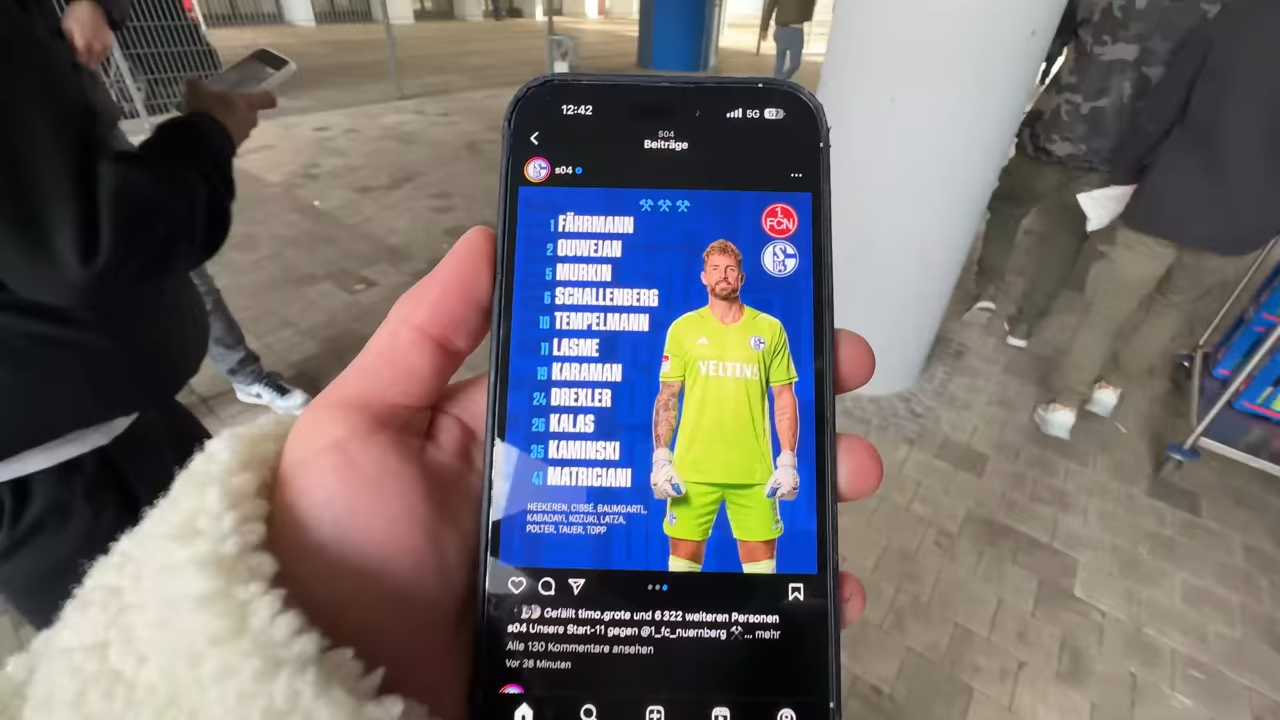 12:42
5G 57
S04
Beiträge
s04
1 FÄHRMANN
2 OUWEJAN
5 MURKIN
6 SCHALLENBERG
10 TEMPELMANN
11 LASME
19 KARAMAN
24 DREXLER
26 KALAS
35 KAMINSKI
41 MATRICIANI
HEEKEREN, CISSÉ, BAUMGARTL,
KABADAYI, KOZUKI, LATZA,
POLTER, TAUER, TOPP
1.
FCN
S
04
VELTINS
Gefällt timo.grote und 6 322 weiteren Personen
s04 Unsere Start-11 gegen @1_fc_nuernberg ⚒... mehr
Alle 130 Kommentare ansehen
Vor 38 Minuten